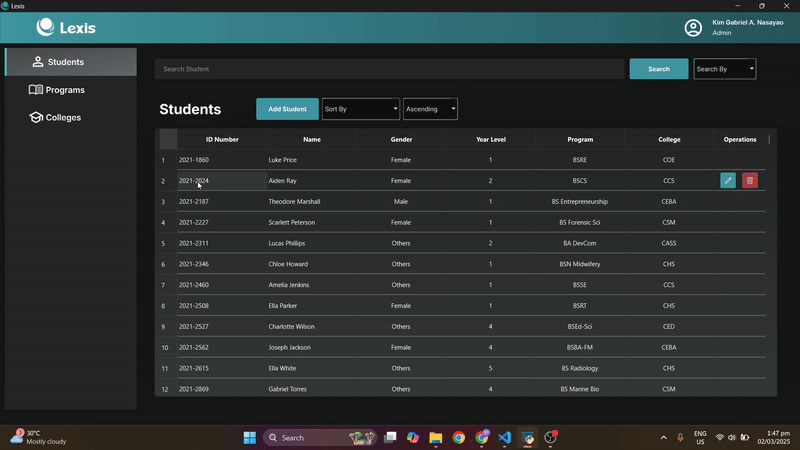 Lexis
Lexis
Kim Gabriel A. Nasayao
Admin
Students
Programs
Colleges
Search Student
Search
Search By
Students
Add Student
Sort By
Ascending
ID Number Name Gender Year Level Program College Operations
1 2021-1860 Luke Price Female 1 BSRE COE
2 2021-2024 Aiden Ray Female 2 BSCS CCS
3 2021-2187 Theodore Marshall Male 1 BS Entrepreneurship CEBA
4 2021-2227 Scarlett Peterson Female 1 BS Forensic Sci CSM
5 2021-2311 Lucas Phillips Others 2 BA DevCom CASS
6 2021-2346 Chloe Howard Others 1 BSN Midwifery CHS
7 2021-2460 Amelia Jenkins Others 1 BSSE CCS
8 2021-2508 Ella Parker Female 1 BSRT CHS
9 2021-2527 Charlotte Wilson Others 4 BSEd-Sci CED
10 2021-2562 Joseph Jackson Female 4 BSBA-FM CEBA
11 2021-2615 Ella White Others 5 BS Radiology CHS
12 2021-2869 Gabriel Torres Others 4 BS Marine Bio CSM
30°C
Mostly cloudy
Search
ENG
US
1:47 pm
02/03/2025